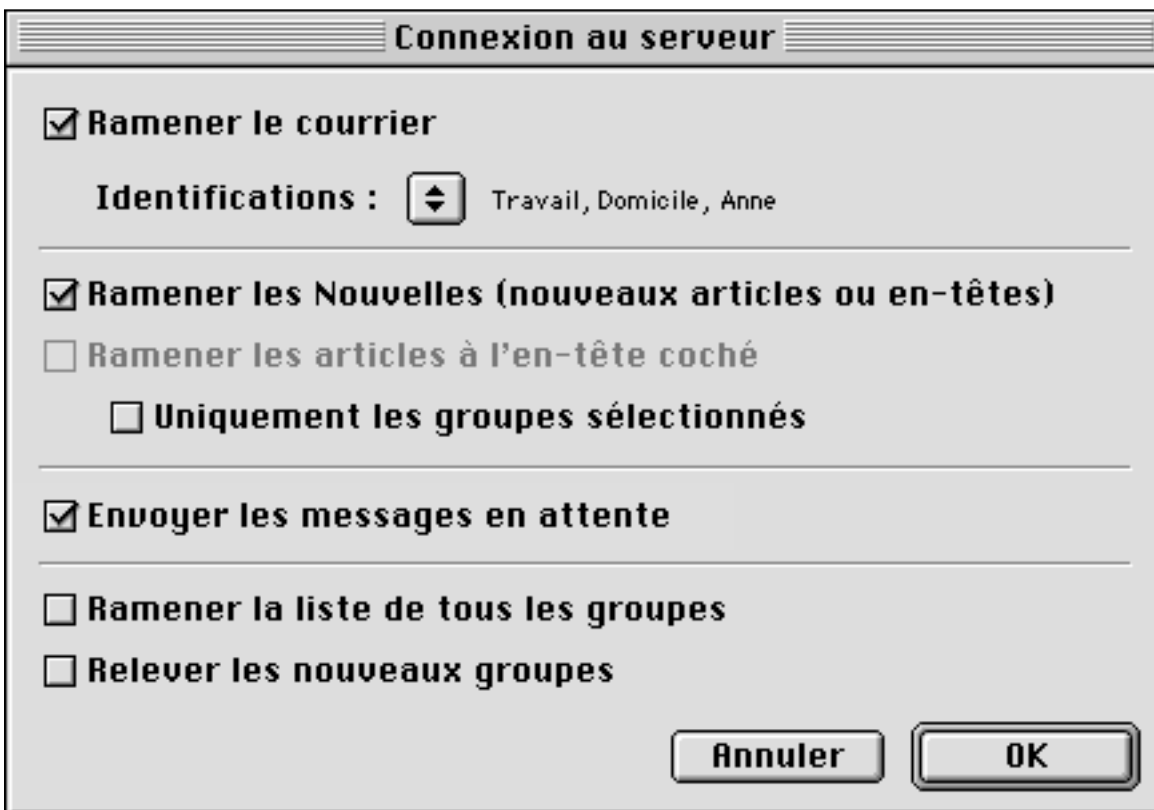 Connexion au serveur
Ramener le courrier
Identifications : Travail, Domicile, Anne
Ramener les Nouvelles (nouveaux articles ou en-têtes)
Ramener les articles à l'en-tête coché
Uniquement les groupes sélectionnés
Envoyer les messages en attente
Ramener la liste de tous les groupes
Relever les nouveaux groupes
Annuler OK